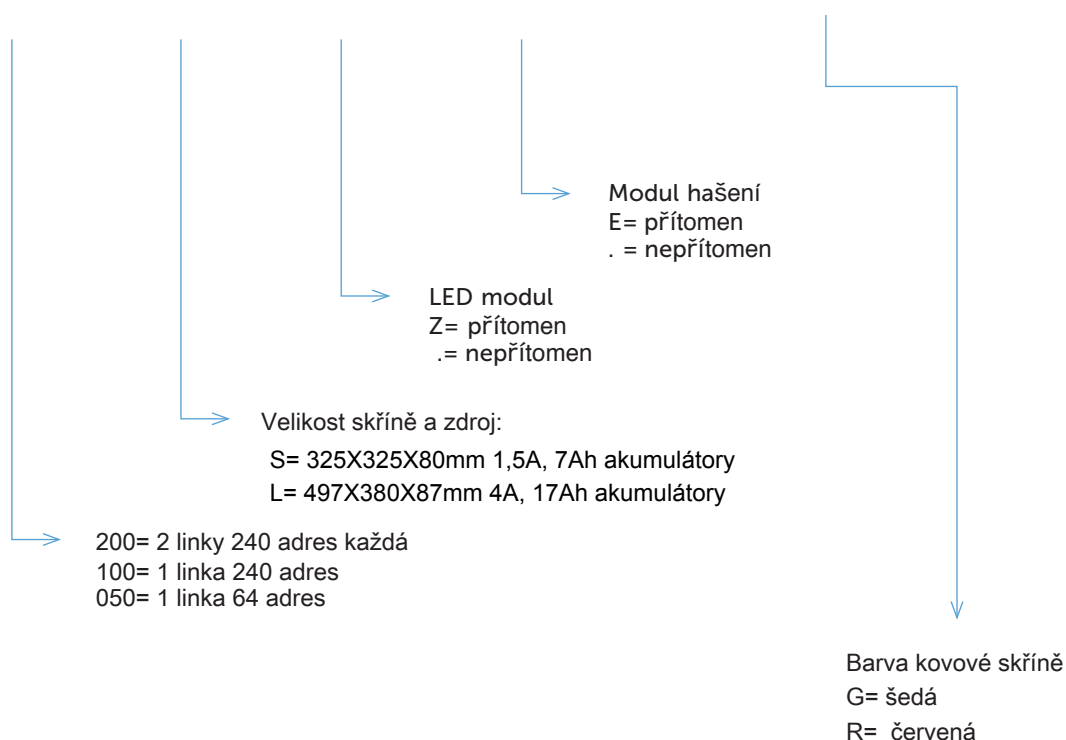 Modul hašení
E= přítomen
. = nepřítomen
LED modul
Z= přítomen
.= nepřítomen
Velikost skříně a zdroj:
S= 325X325X80mm 1,5A, 7Ah akumulátory
L= 497X380X87mm 4A, 17Ah akumulátory
200= 2 linky 240 adres každá
100= 1 linka 240 adres
050= 1 linka 64 adres
Barva kovové skříně
G= šedá
R= červená